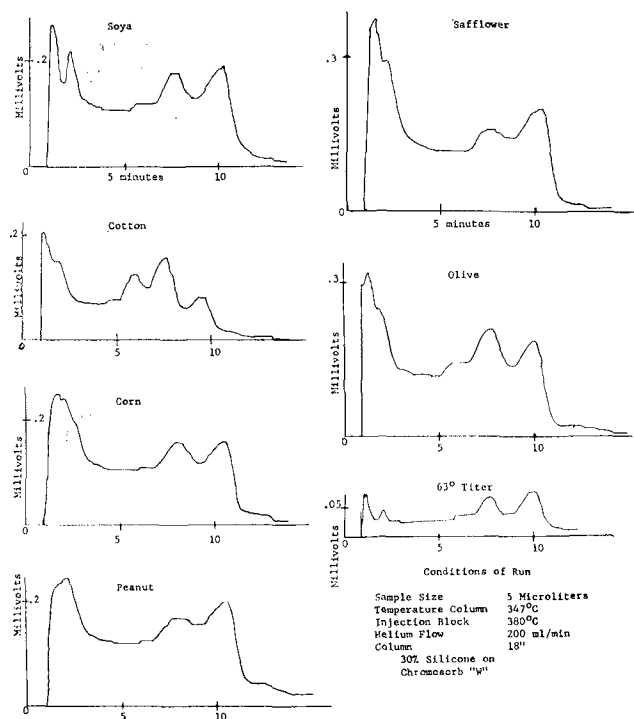 Soya
.2
Millivolts
0
5 minutes
10
Cotton
.2
Millivolts
0
5
10
Corn
.2
Millivolts
0
5
10
Peanut
.2
Millivolts
0
5
10
Safflower
.3
Millivolts
0
5 minutes
10
Olive
.3
Millivolts
0
5
10
63° Titer
.05
Millivolts
0
5
10
Conditions of Run
Sample Size 5 Microliters
Temperature Column 347°C
Injection Block 380°C
Helium Flow 200 ml/min
Column 18"
30% Silicone on
Chromosorb "W"